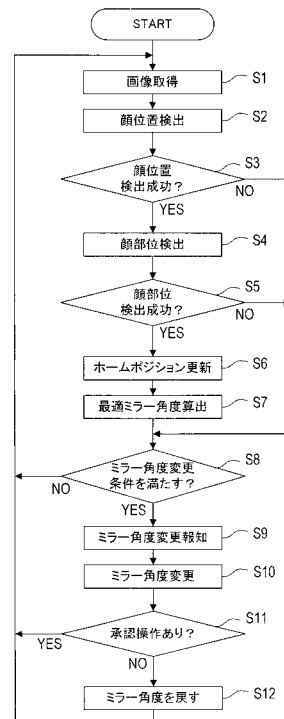 START
画像取得
S1
顔位置検出
S2
顔位置
検出成功？
S3
NO
YES
顔部位検出
S4
顔部位
検出成功？
S5
NO
YES
ホームポジション更新
S6
最適ミラー角度算出
S7
ミラー角度変更
条件を満たす？
S8
NO
YES
ミラー角度変更報知
S9
ミラー角度変更
S10
承認操作あり？
S11
YES
NO
ミラー角度を戻す
S12